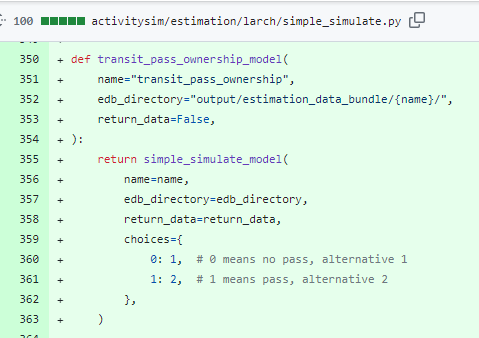 100 activitysim/estimation/larch/simple_simulate.py
350 + def transit_pass_ownership_model(
351 + name="transit_pass_ownership",
352 + edb_directory="output/estimation_data_bundle/{name}/",
353 + return_data=False,
354 + ):
355 + return simple_simulate_model(
356 + name=name,
357 + edb_directory=edb_directory,
358 + return_data=return_data,
359 + choices={
360 + 0: 1, # 0 means no pass, alternative 1
361 + 1: 2, # 1 means pass, alternative 2
362 + },
363 + )